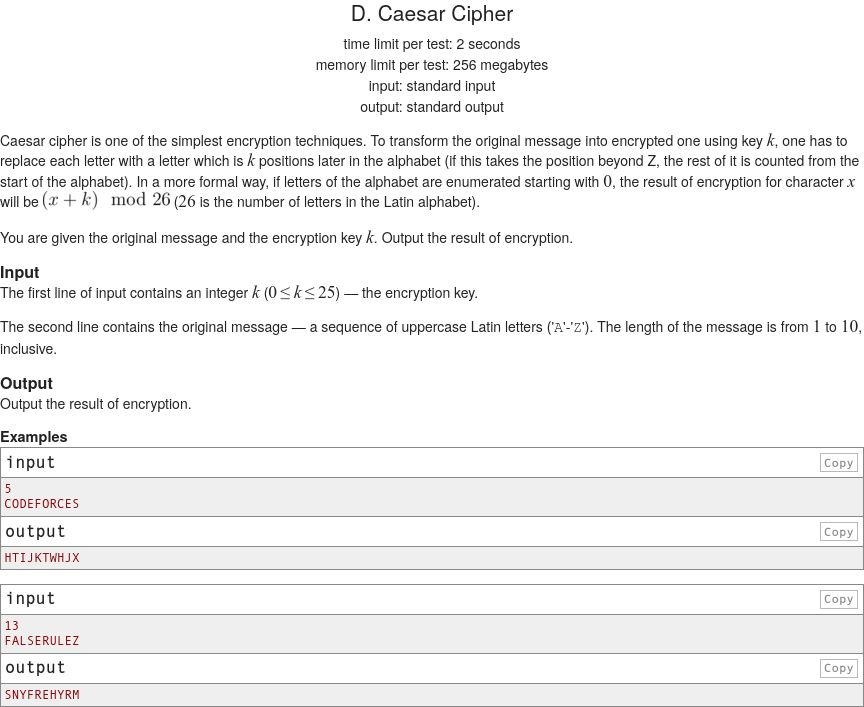 D. Caesar Cipher
time limit per test: 2 seconds
memory limit per test: 256 megabytes
input: standard input
output: standard output
Caesar cipher is one of the simplest encryption techniques. To transform the original message into encrypted one using key k, one has to
replace each letter with a letter which is k positions later in the alphabet (if this takes the position beyond Z, the rest of it is counted from the
start of the alphabet). In a more formal way, if letters of the alphabet are enumerated starting with 0, the result of encryption for character x
will be (x + k) mod 26 (26 is the number of letters in the Latin alphabet).
You are given the original message and the encryption key k. Output the result of encryption.
Input
The first line of input contains an integer k (0 ≤ k ≤ 25) — the encryption key.
The second line contains the original message — a sequence of uppercase Latin letters ('A'-'Z'). The length of the message is from 1 to 10,
inclusive.
Output
Output the result of encryption.
Examples
input Copy
5
CODEFORCES
output Copy
HTIJKTWHJX
input Copy
13
FALSERULEZ
output Copy
SNYFREHYRM